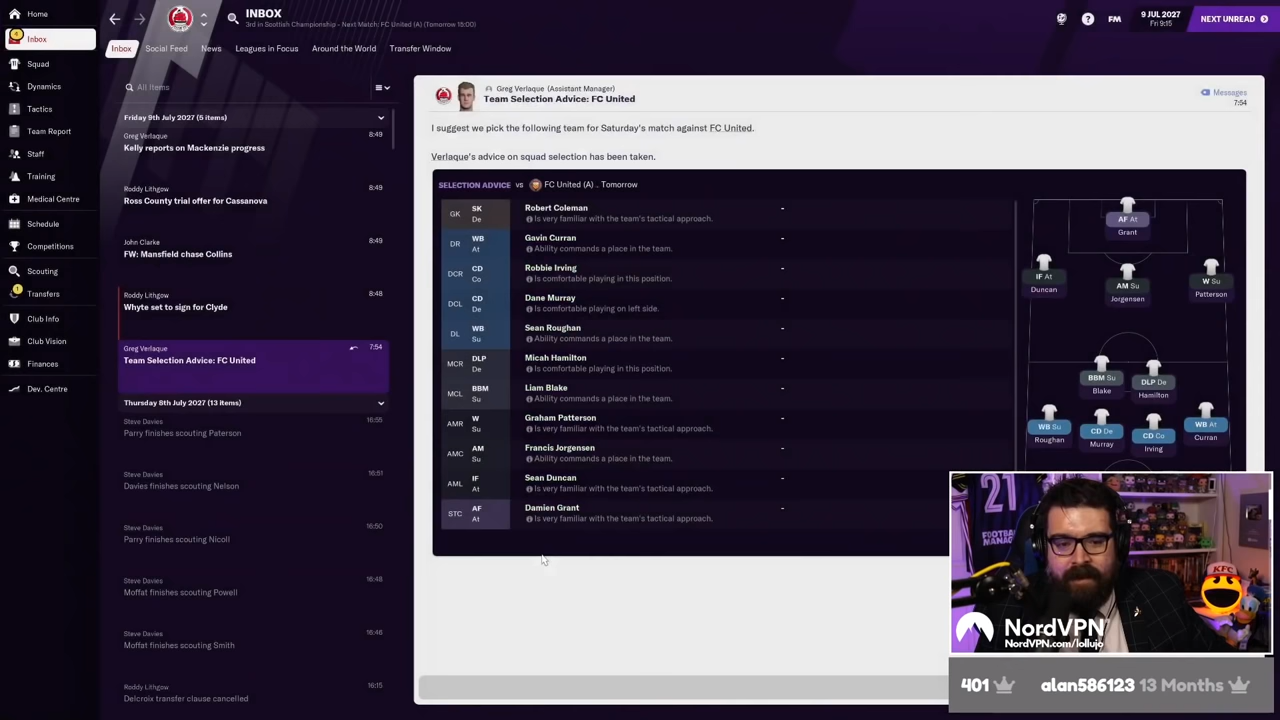 Home
INBOX
3rd in Scottish Championship - Next Match: FC United (A) (Tomorrow 15:00)
FM
9 JUL 2027
Fri 9:15
NEXT UNREAD
Inbox
Inbox
Social Feed
News
Leagues in Focus
Around the World
Transfer Window
Squad
Dynamics
Tactics
Team Report
Staff
Training
Medical Centre
Schedule
Competitions
Scouting
1
Transfers
Club Info
Club Vision
Finances
Dev. Centre
All Items
Friday 9th July 2027 (5 items)
Greg Verlaque
8:49
Kelly reports on Mackenzie progress
Roddy Lithgow
8:49
Ross County trial offer for Cassanova
John Clarke
8:49
FW: Mansfield chase Collins
Roddy Lithgow
8:48
Whyte set to sign for Clyde
Greg Verlaque
7:54
Team Selection Advice: FC United
Thursday 8th July 2027 (13 items)
Steve Davies
16:55
Parry finishes scouting Paterson
Steve Davies
16:51
Davies finishes scouting Nelson
Steve Davies
16:50
Parry finishes scouting Nicoll
Steve Davies
16:48
Moffat finishes scouting Powell
Steve Davies
16:46
Moffat finishes scouting Smith
Roddy Lithgow
16:15
Delcroix transfer clause cancelled
Greg Verlaque (Assistant Manager)
Team Selection Advice: FC United
Messages
7:54
I suggest we pick the following team for Saturday's match against FC United.
Verlaque's advice on squad selection has been taken.
SELECTION ADVICE vs FC United (A) . Tomorrow
GK SK De Robert Coleman -
Is very familiar with the team's tactical approach.
DR WB At Gavin Curran -
Ability commands a place in the team.
DCR CD Co Robbie Irving -
Is comfortable playing in this position.
DCL CD De Dane Murray -
Is comfortable playing on left side.
DL WB Su Sean Roughan -
Ability commands a place in the team.
MCR DLP De Micah Hamilton -
Is comfortable playing in this position.
MCL BBM Su Liam Blake -
Ability commands a place in the team.
AMR W Su Graham Patterson -
Is very familiar with the team's tactical approach.
AMC AM Su Francis Jorgensen -
Ability commands a place in the team.
AML IF At Sean Duncan -
Is very familiar with the team's tactical approach.
STC AF At Damien Grant -
Is very familiar with the team's tactical approach.
AF At
Grant
IF At
Duncan
AM Su
Jorgensen
W Su
Patterson
BBM Su
Blake
DLP De
Hamilton
WB Su
Roughan
CD De
Murray
CD Co
Irving
WB At
Curran
21
FOOTBALL
KFC
NordVPN
NordVPN.com/lollujo
401
alan586123 13 Months